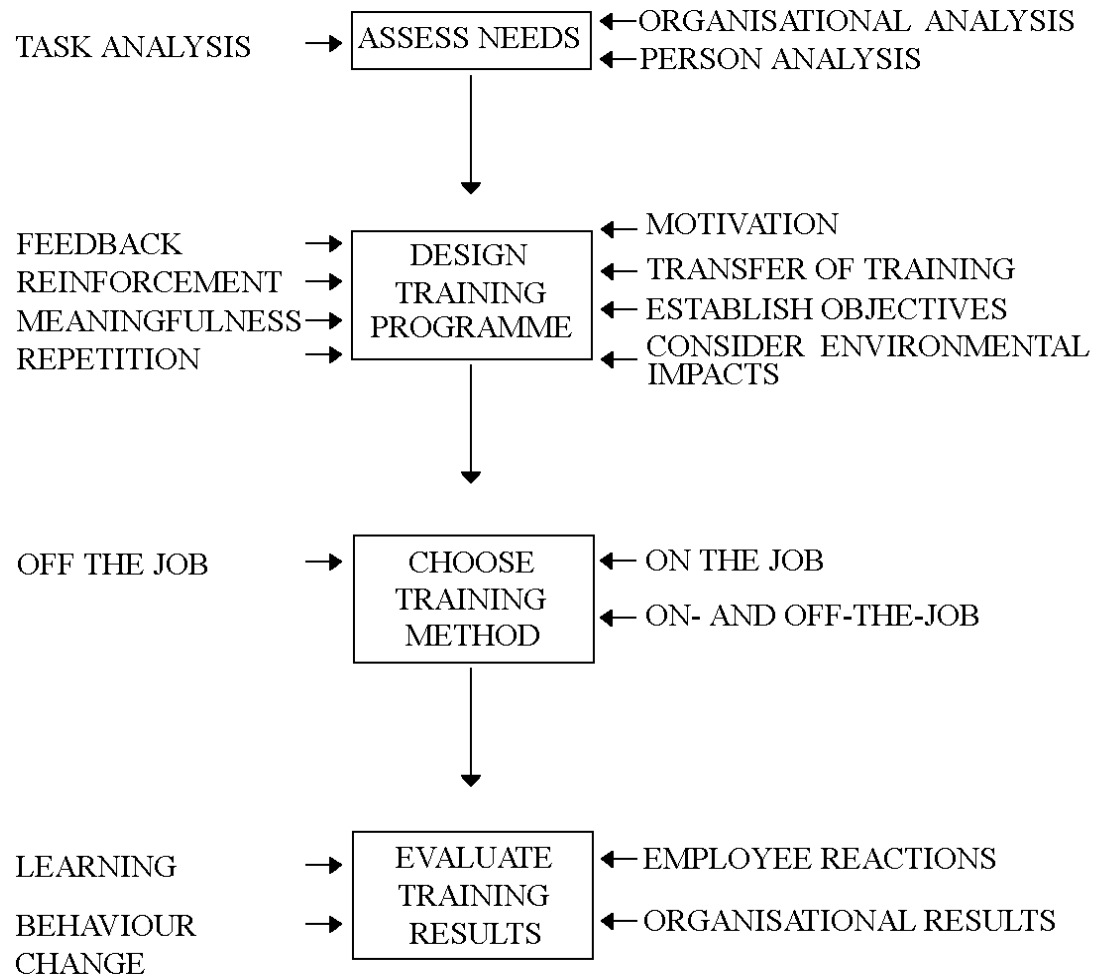 TASK ANALYSIS
ASSESS NEEDS
ORGANISATIONAL ANALYSIS
PERSON ANALYSIS
FEEDBACK
REINFORCEMENT
MEANINGFULNESS
REPETITION
DESIGN
TRAINING
PROGRAMME
MOTIVATION
TRANSFER OF TRAINING
ESTABLISH OBJECTIVES
CONSIDER ENVIRONMENTAL
IMPACTS
OFF THE JOB
CHOOSE
TRAINING
METHOD
ON THE JOB
ON- AND OFF-THE-JOB
LEARNING
BEHAVIOUR
CHANGE
EVALUATE
TRAINING
RESULTS
EMPLOYEE REACTIONS
ORGANISATIONAL RESULTS